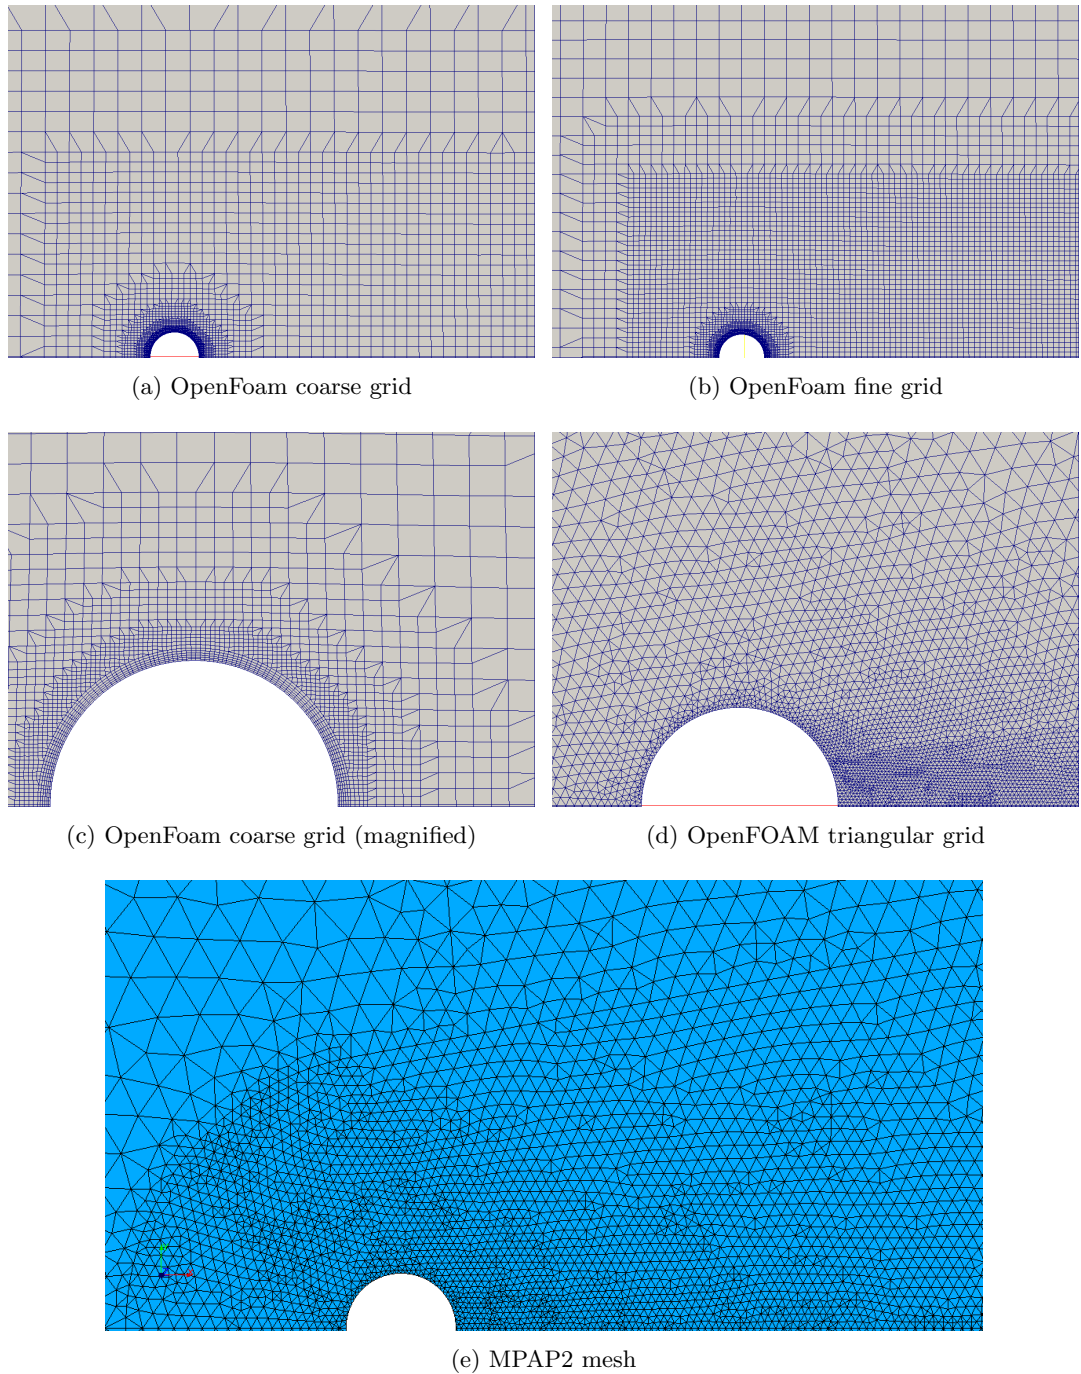 (a) OpenFoam coarse grid
(b) OpenFoam fine grid
(c) OpenFoam coarse grid (magnified)
(d) OpenFOAM triangular grid
(e) MPAP2 mesh